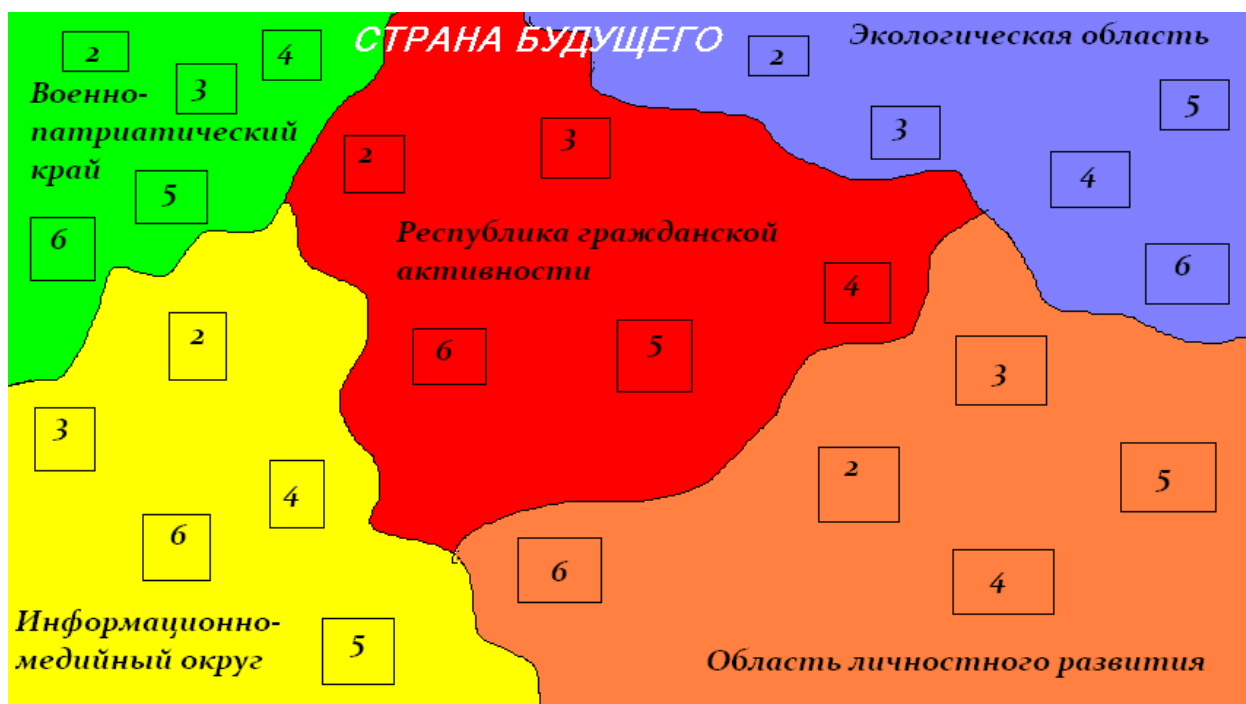 СТРАНА БУДУЩЕГО
Экологическая область
2
4
3
Военно-
патриатический
край
5
6
2
3
5
4
6
2
3
Республика гражданской
активности
4
6
5
2
3
4
6
5
Информационно-
медийный округ
3
2
5
6
4
Область личностного развития